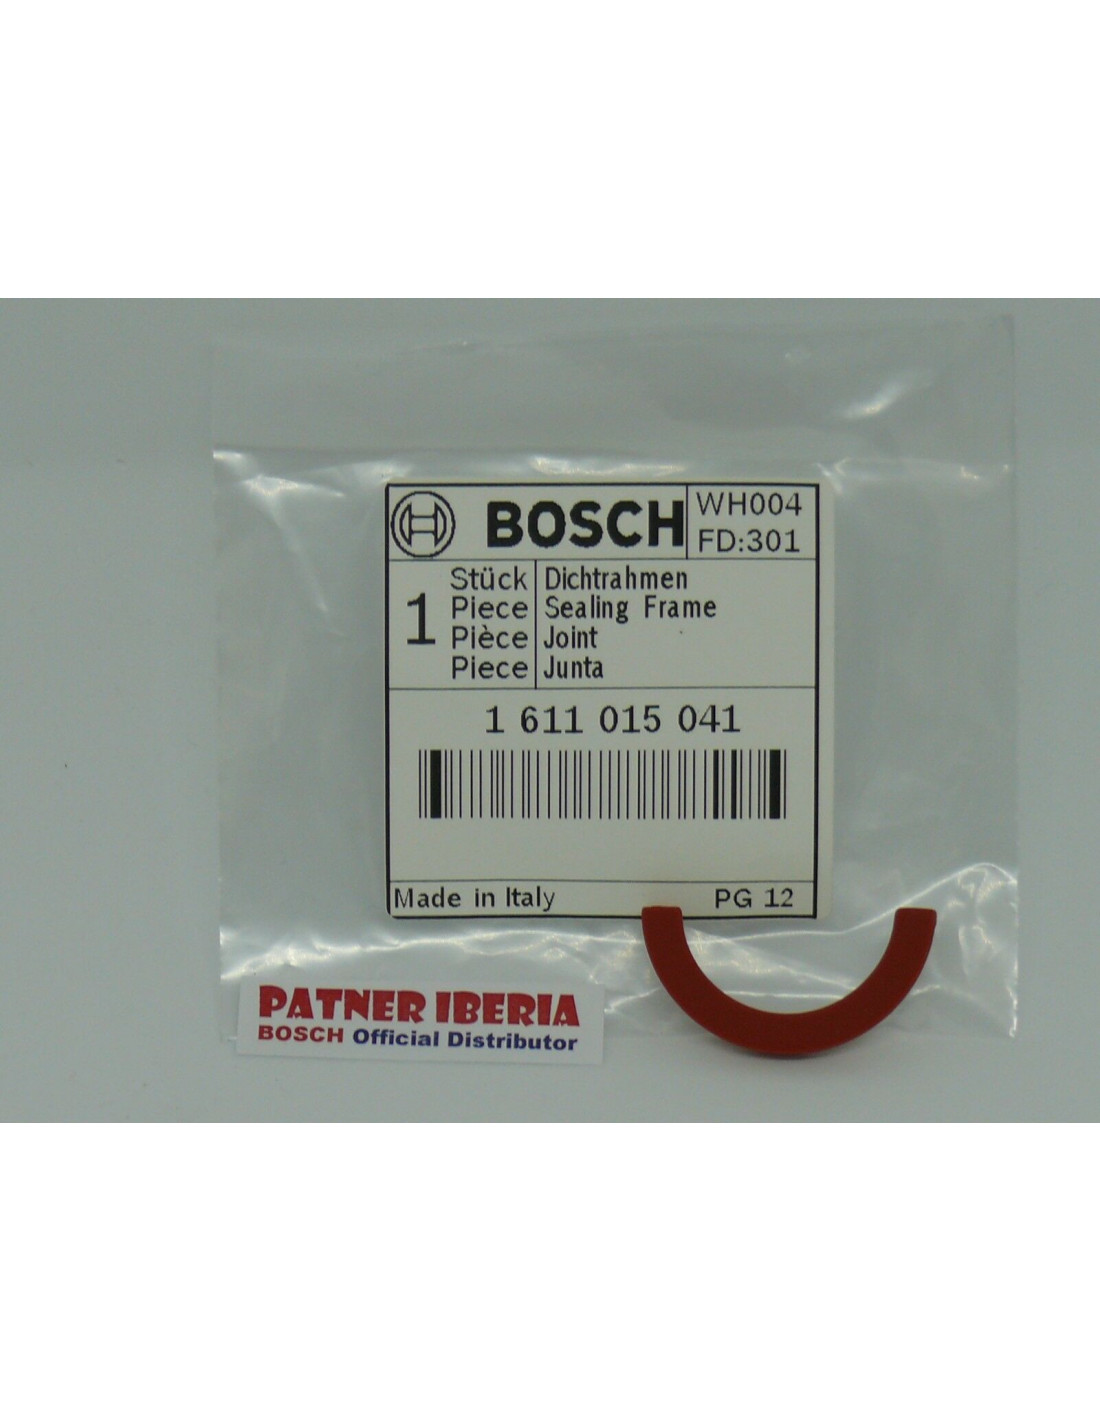 BOSCH
WH004
FD:301
1
Stück Dichtrahmen
Piece Sealing Frame
Pièce Joint
Piece Junta
1 611 015 041
Made in Italy PG 12
PATNER IBERIA
BOSCH Official Distributor